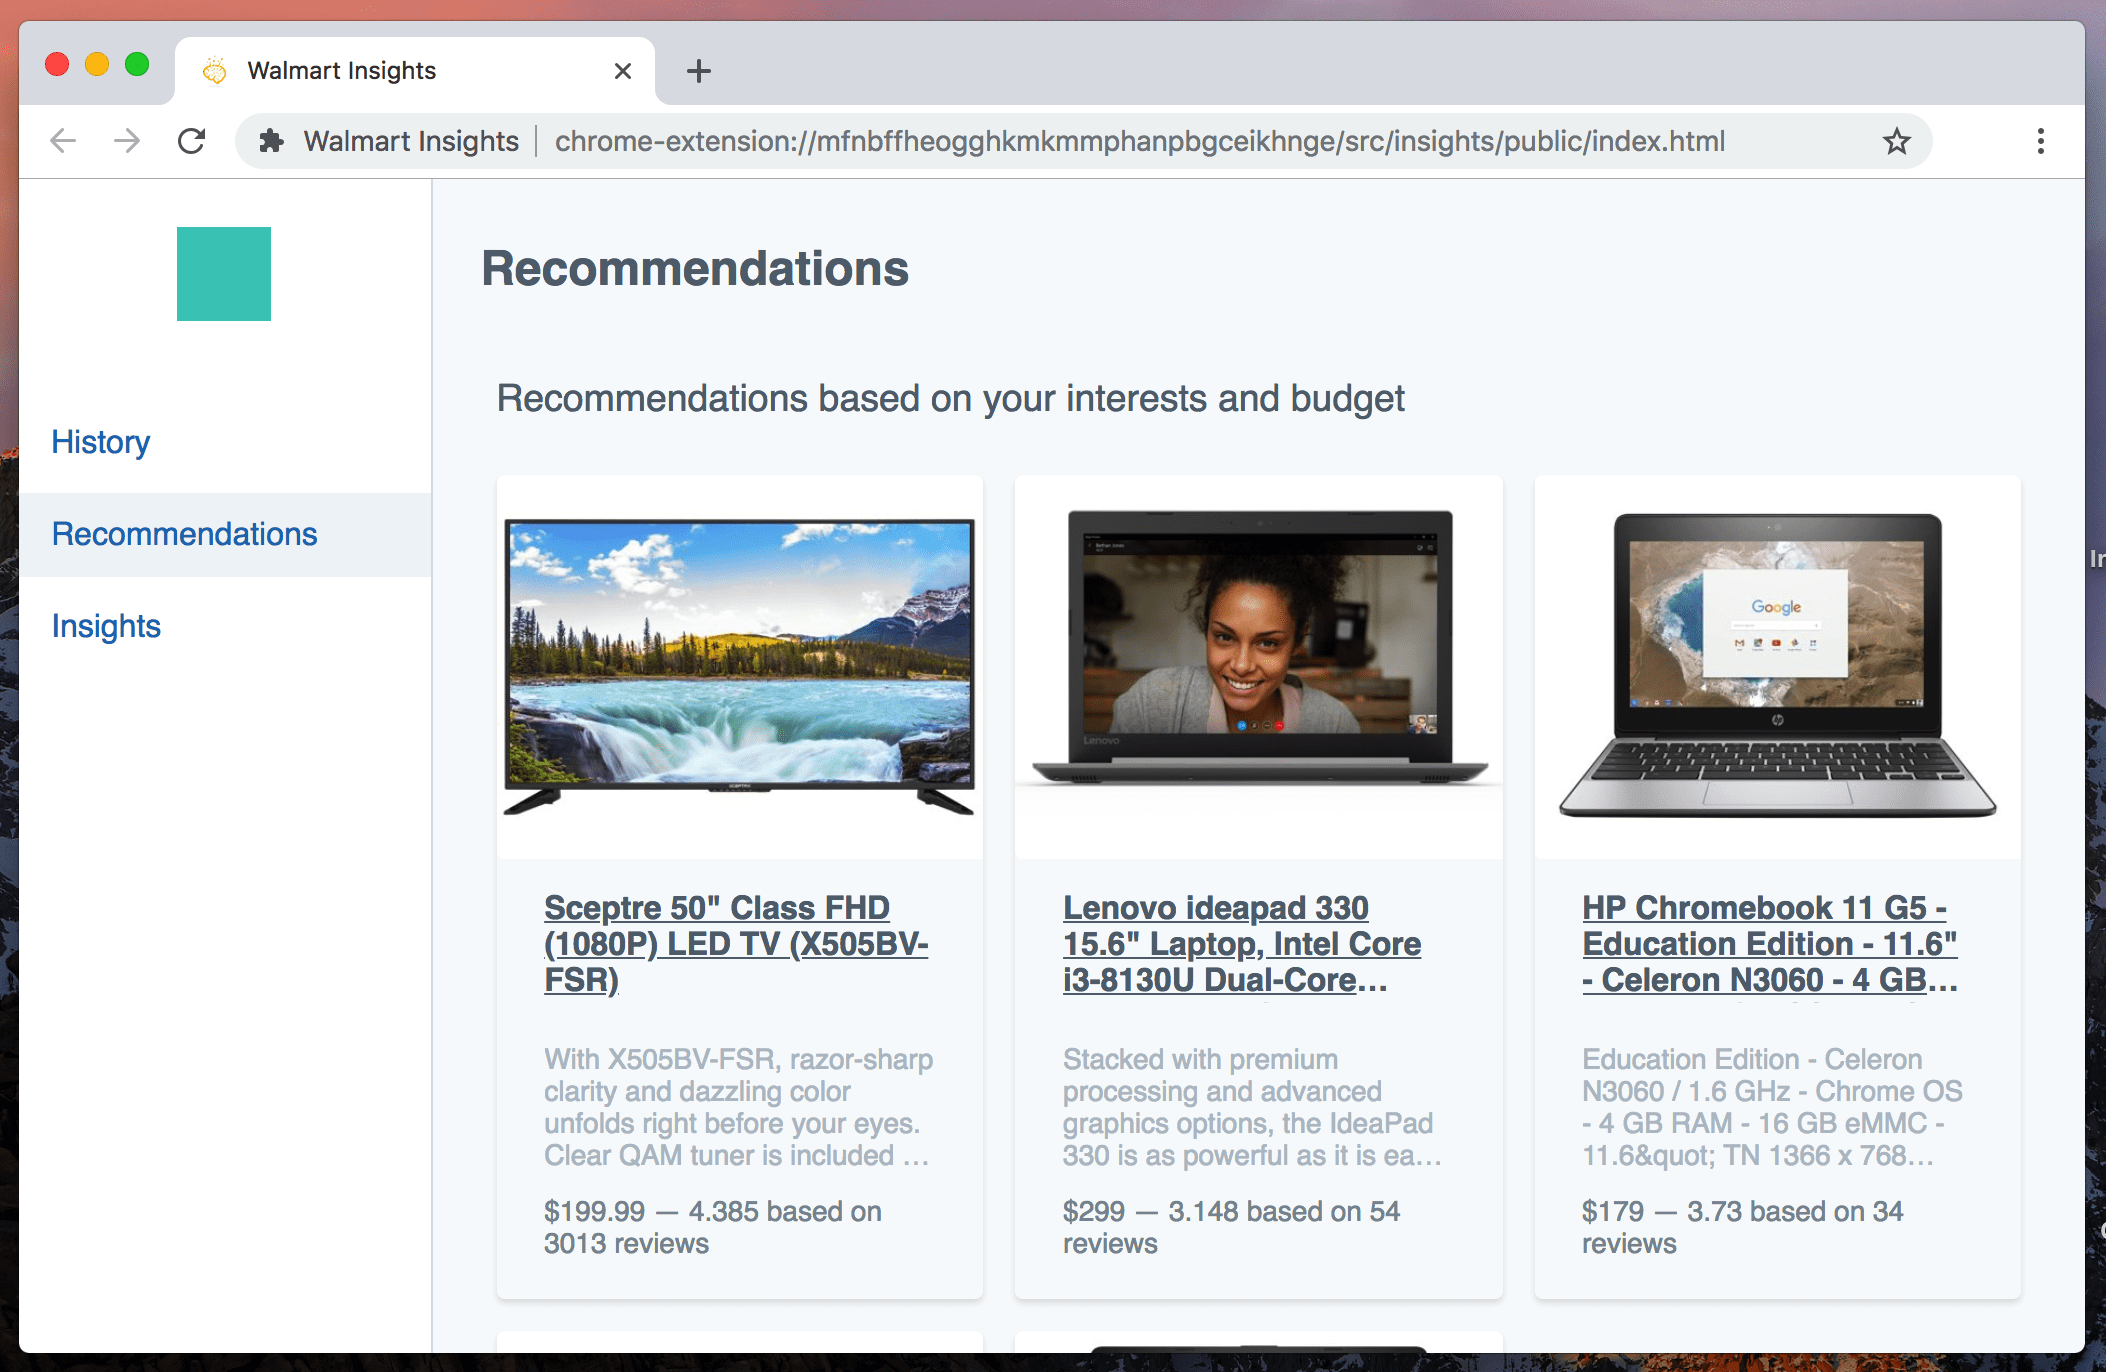 Walmart Insights
Walmart Insights | chrome-extension://mfnbffheogghkmkmmphanpbgceikhnge/src/insights/public/index.html
History
Recommendations
Insights
Recommendations
Recommendations based on your interests and budget
SCEPTRE
Lenovo
Google
hp
Sceptre 50" Class FHD
(1080P) LED TV (X505BV-
FSR)
With X505BV-FSR, razor-sharp
clarity and dazzling color
unfolds right before your eyes.
Clear QAM tuner is included …
$199.99 — 4.385 based on
3013 reviews
Lenovo ideapad 330
15.6" Laptop, Intel Core
i3-8130U Dual-Core…
Stacked with premium
processing and advanced
graphics options, the IdeaPad
330 is as powerful as it is ea…
$299 — 3.148 based on 54
reviews
HP Chromebook 11 G5 -
Education Edition - 11.6"
- Celeron N3060 - 4 GB…
Education Edition - Celeron
N3060 / 1.6 GHz - Chrome OS
- 4 GB RAM - 16 GB eMMC -
11.6&quot; TN 1366 x 768…
$179 — 3.73 based on 34
reviews